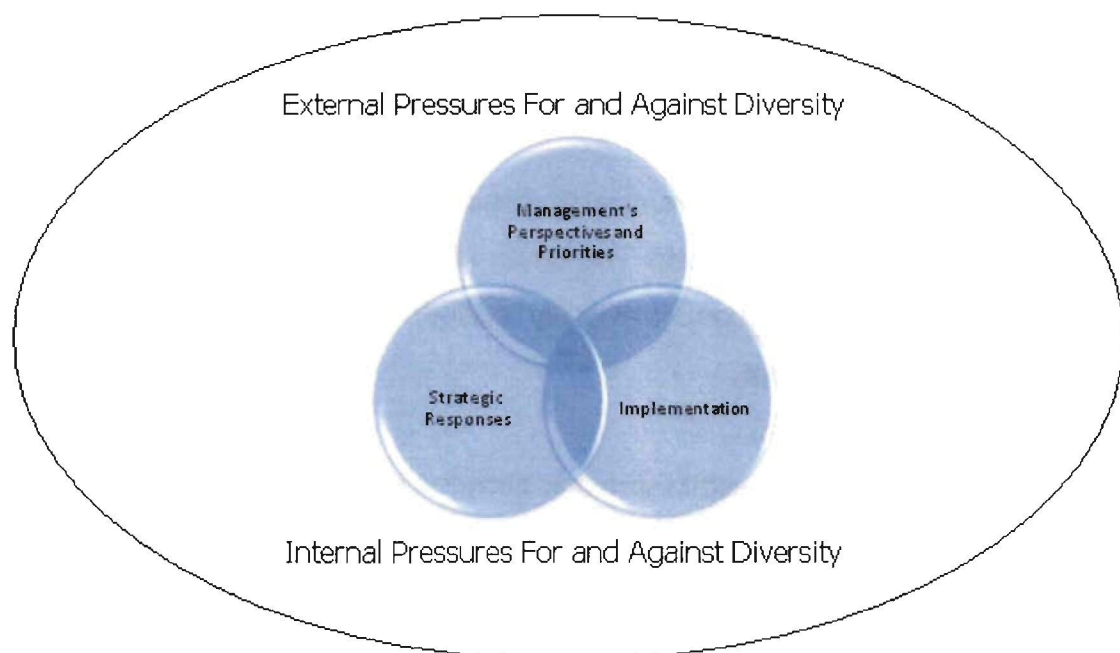 External Pressures For and Against Diversity
Management's
Perspectives and
Priorities
Strategic
Responses
Implementation
Internal Pressures For and Against Diversity